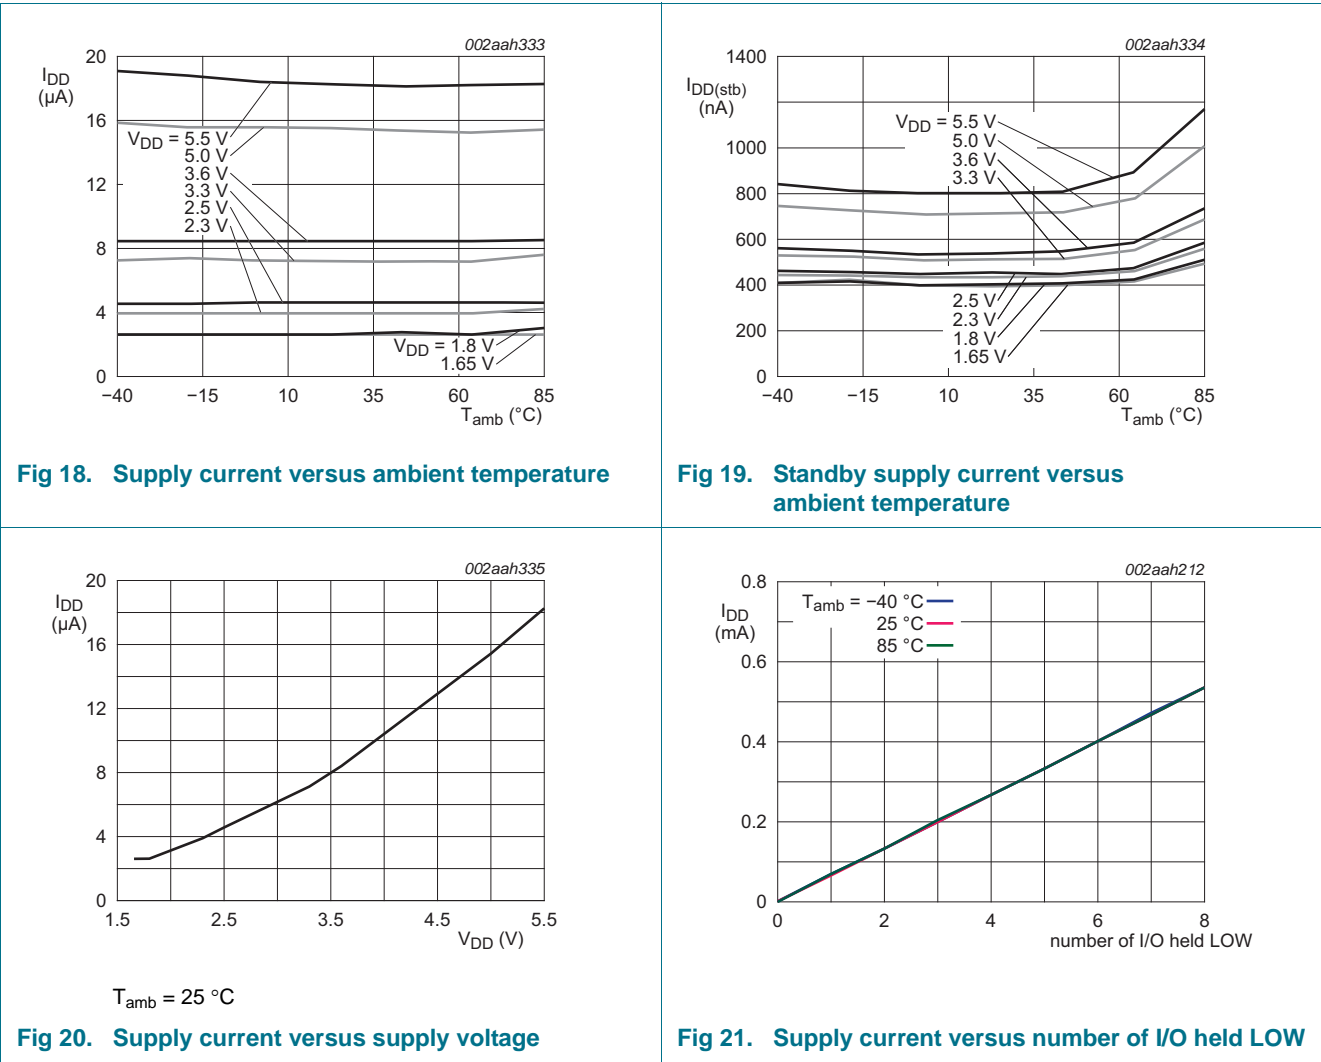 002aah333
IDD
(µA)
20
16
12
8
4
0
VDD = 5.5 V
5.0 V
3.6 V
3.3 V
2.5 V
2.3 V
VDD = 1.8 V
1.65 V
−40 −15 10 35 60 85
Tamb (°C)
Fig 18. Supply current versus ambient temperature
002aah334
IDD(stb)
(nA)
1400
1000
800
600
400
200
0
VDD = 5.5 V
5.0 V
3.6 V
3.3 V
2.5 V
2.3 V
1.8 V
1.65 V
−40 −15 10 35 60 85
Tamb (°C)
Fig 19. Standby supply current versus
ambient temperature
002aah335
IDD
(µA)
20
16
12
8
4
0
1.5 2.5 3.5 4.5 5.5
VDD (V)
Tamb = 25 °C
Fig 20. Supply current versus supply voltage
002aah212
IDD
(mA)
0.8
0.6
0.4
0.2
0
Tamb = −40 °C
25 °C
85 °C
0 2 4 6 8
number of I/O held LOW
Fig 21. Supply current versus number of I/O held LOW